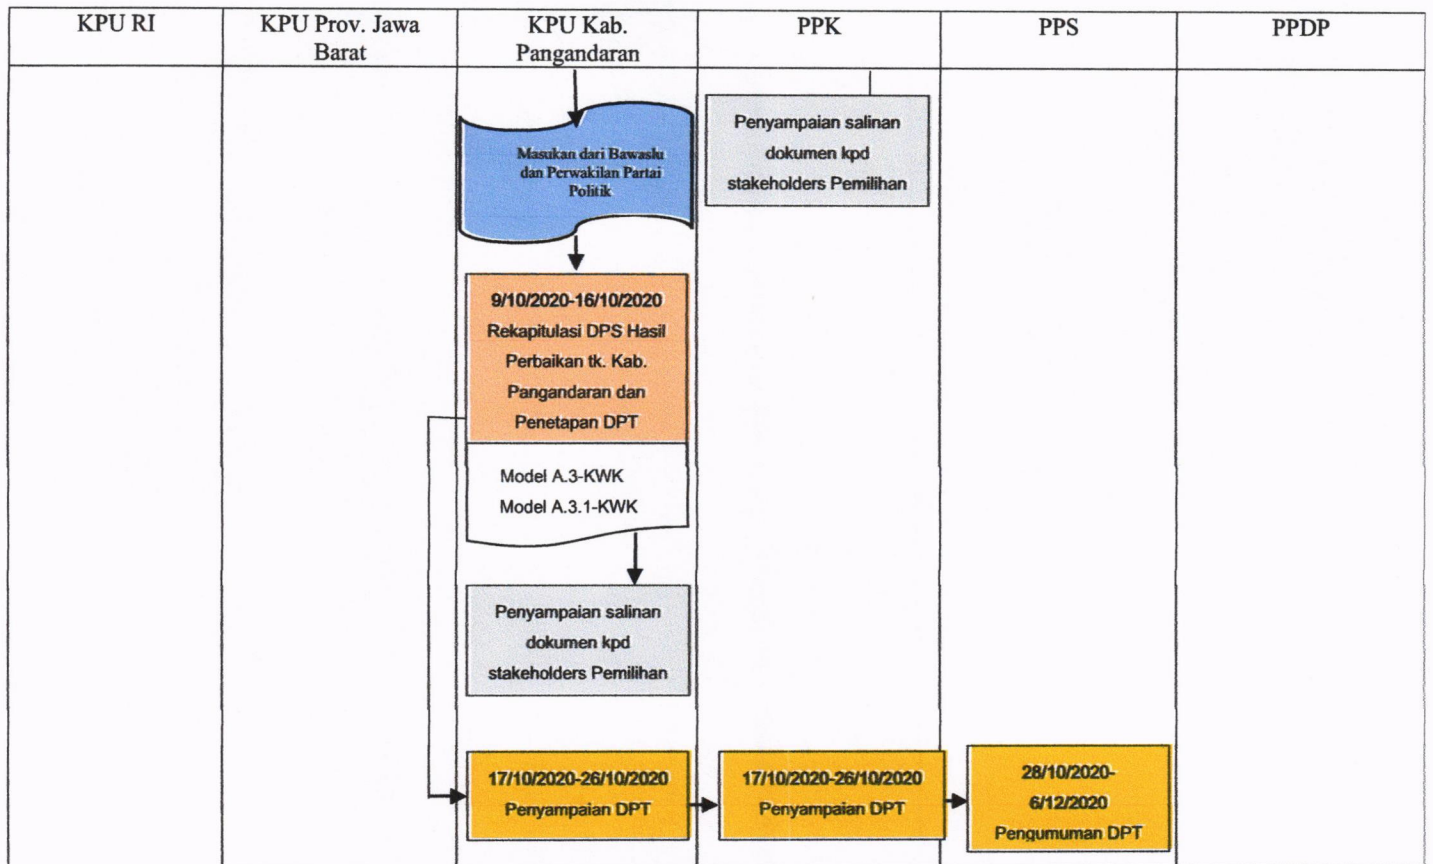 KPU RI
KPU Prov. Jawa
Barat
KPU Kab.
Pangandaran
PPK
PPS
PPDP
Masukan dari Bawaslu
dan Perwakilan Partai
Politik
Penyampaian salinan
dokumen kpd
stakeholders Pemilihan
9/10/2020-16/10/2020
Rekapitulasi DPS Hasil
Perbaikan tk. Kab.
Pangandaran dan
Penetapan DPT
Model A.3-KWK
Model A.3.1-KWK
Penyampaian salinan
dokumen kpd
stakeholders Pemilihan
17/10/2020-26/10/2020
Penyampaian DPT
17/10/2020-26/10/2020
Penyampaian DPT
28/10/2020-
6/12/2020
Pengumuman DPT